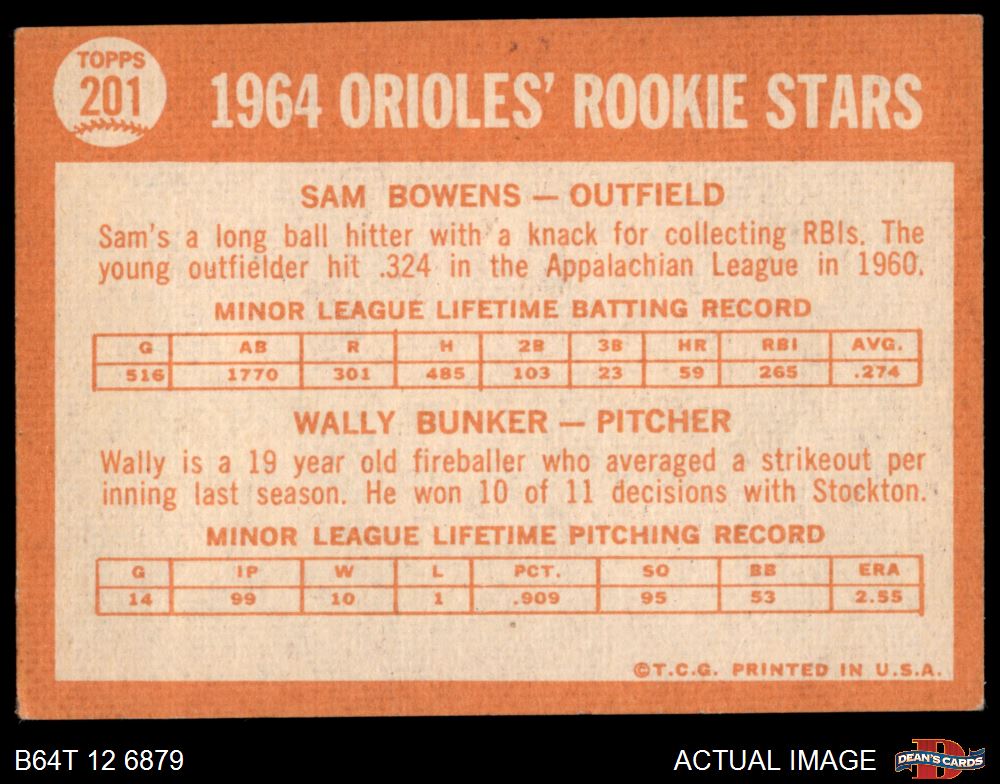 TOPPS
201
1964 ORIOLES' ROOKIE STARS
SAM BOWENS — OUTFIELD
Sam's a long ball hitter with a knack for collecting RBIs. The
young outfielder hit .324 in the Appalachian League in 1960.
MINOR LEAGUE LIFETIME BATTING RECORD
G AB R H 2B 3B HR RBI AVG.
516 1770 301 485 103 23 59 265 .274
WALLY BUNKER — PITCHER
Wally is a 19 year old fireballer who averaged a strikeout per
inning last season. He won 10 of 11 decisions with Stockton.
MINOR LEAGUE LIFETIME PITCHING RECORD
G IP W L PCT. SO BB ERA
14 99 10 1 .909 95 53 2.55
©T.C.G. PRINTED IN U.S.A.
B64T 12 6879
ACTUAL IMAGE
D
DEAN'S CARDS